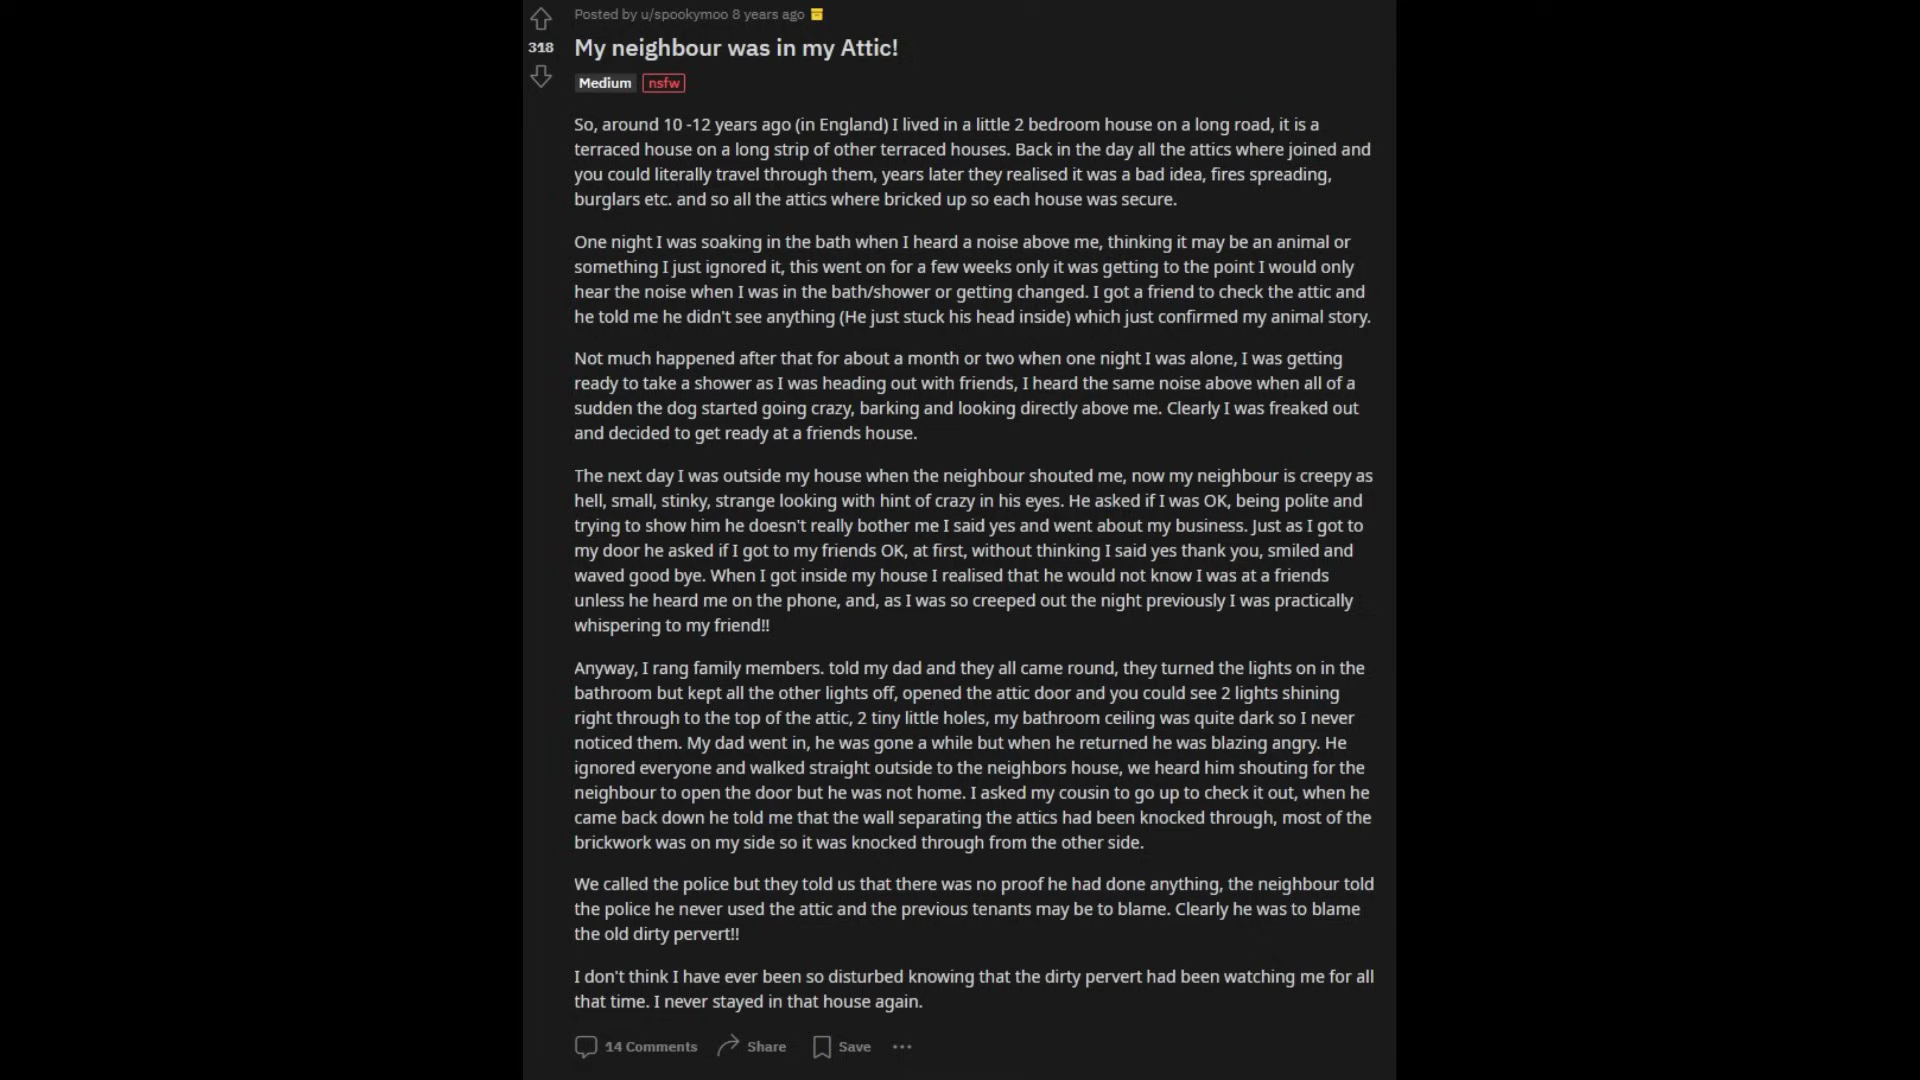 Posted by u/spookymoo 8 years ago
318
My neighbour was in my Attic!
Medium nsfw
So, around 10 -12 years ago (in England) I lived in a little 2 bedroom house on a long road, it is a
terraced house on a long strip of other terraced houses. Back in the day all the attics where joined and
you could literally travel through them, years later they realised it was a bad idea, fires spreading,
burglars etc. and so all the attics where bricked up so each house was secure.
One night I was soaking in the bath when I heard a noise above me, thinking it may be an animal or
something I just ignored it, this went on for a few weeks only it was getting to the point I would only
hear the noise when I was in the bath/shower or getting changed. I got a friend to check the attic and
he told me he didn't see anything (He just stuck his head inside) which just confirmed my animal story.
Not much happened after that for about a month or two when one night I was alone, I was getting
ready to take a shower as I was heading out with friends, I heard the same noise above when all of a
sudden the dog started going crazy, barking and looking directly above me. Clearly I was freaked out
and decided to get ready at a friends house.
The next day I was outside my house when the neighbour shouted me, now my neighbour is creepy as
hell, small, stinky, strange looking with hint of crazy in his eyes. He asked if I was OK, being polite and
trying to show him he doesn't really bother me I said yes and went about my business. Just as I got to
my door he asked if I got to my friends OK, at first, without thinking I said yes thank you, smiled and
waved good bye. When I got inside my house I realised that he would not know I was at a friends
unless he heard me on the phone, and, as I was so creeped out the night previously I was practically
whispering to my friend!!
Anyway, I rang family members. told my dad and they all came round, they turned the lights on in the
bathroom but kept all the other lights off, opened the attic door and you could see 2 lights shining
right through to the top of the attic, 2 tiny little holes, my bathroom ceiling was quite dark so I never
noticed them. My dad went in, he was gone a while but when he returned he was blazing angry. He
ignored everyone and walked straight outside to the neighbors house, we heard him shouting for the
neighbour to open the door but he was not home. I asked my cousin to go up to check it out, when he
came back down he told me that the wall separating the attics had been knocked through, most of the
brickwork was on my side so it was knocked through from the other side.
We called the police but they told us that there was no proof he had done anything, the neighbour told
the police he never used the attic and the previous tenants may be to blame. Clearly he was to blame
the old dirty pervert!!
I don't think I have ever been so disturbed knowing that the dirty pervert had been watching me for all
that time. I never stayed in that house again.
14 Comments Share Save ...